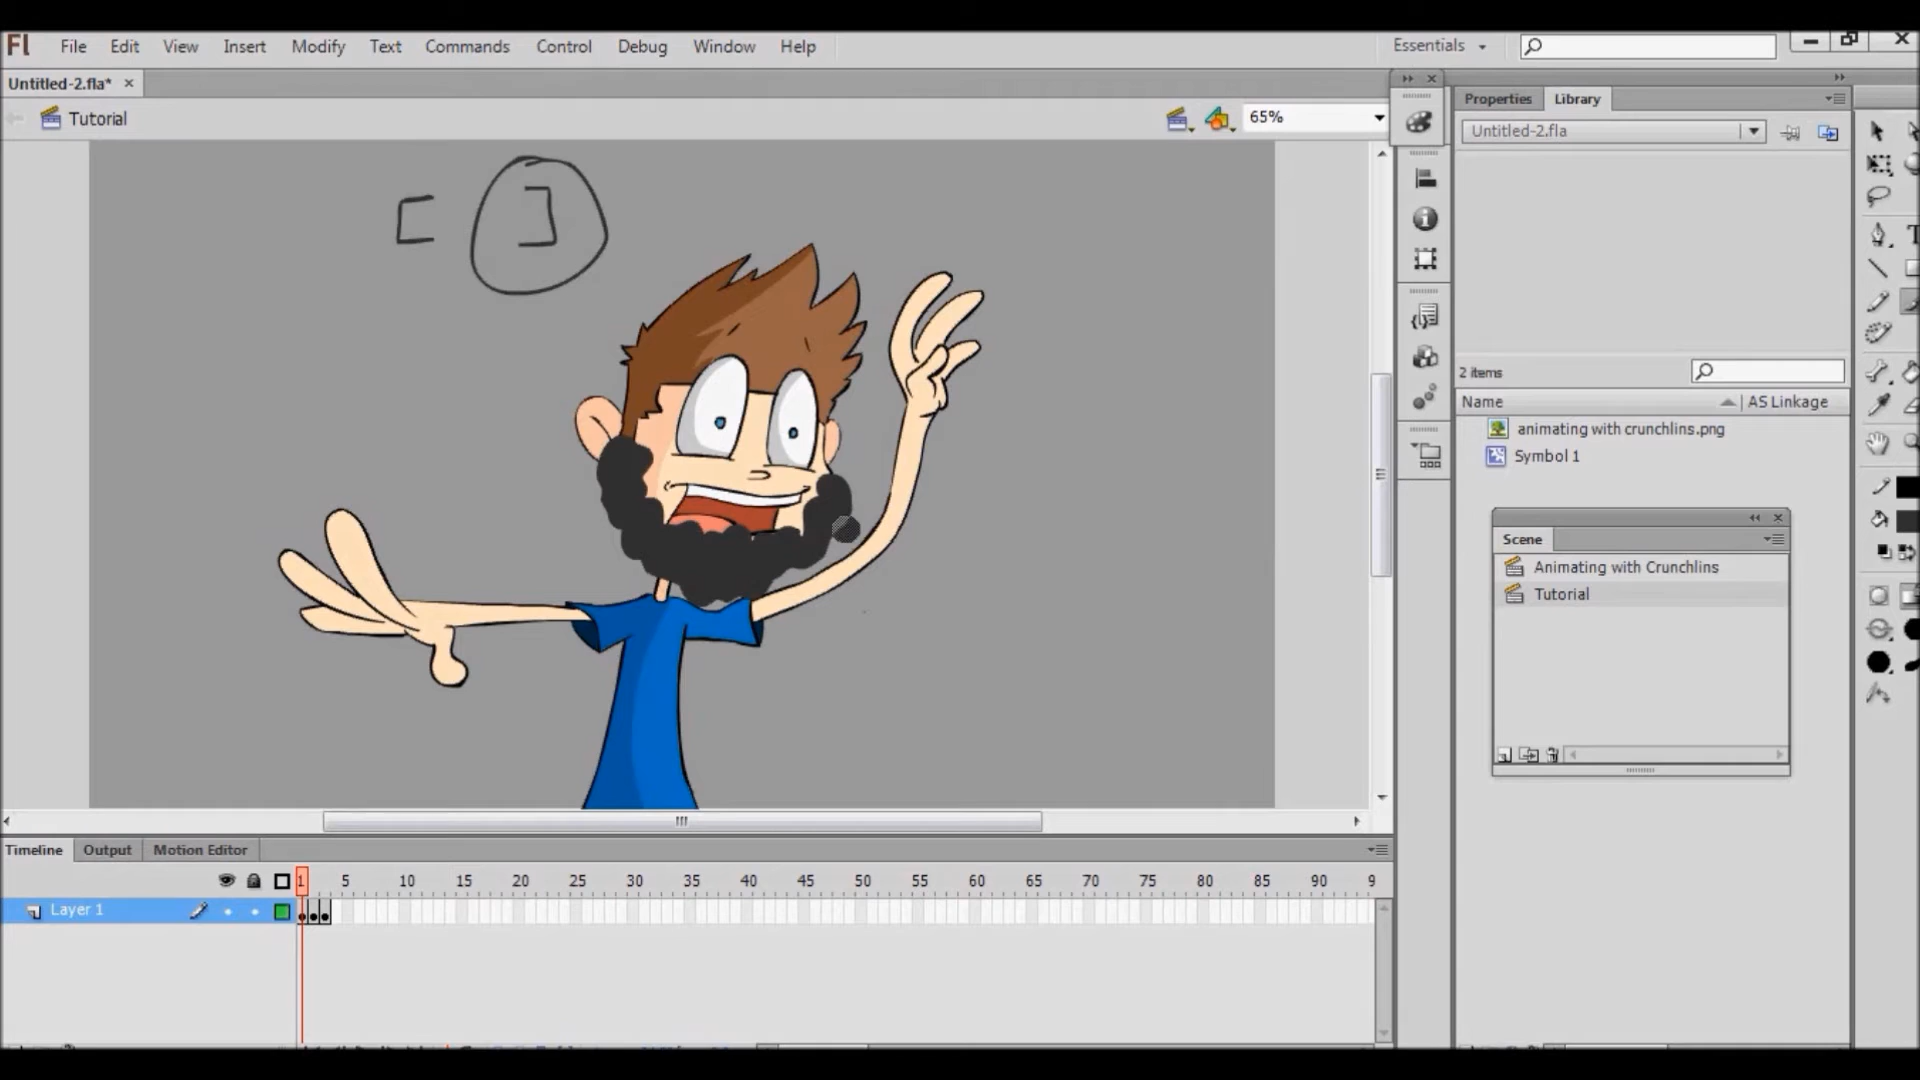 Fl File Edit View Insert Modify Text Commands Control Debug Window Help Essentials
Untitled-2.fla* ×
Tutorial 65%
[ ]
Properties Library
Untitled-2.fla
2 items
Name AS Linkage
animating with crunchlins.png
Symbol 1
Scene
Animating with Crunchlins
Tutorial
Timeline Output Motion Editor
1 5 10 15 20 25 30 35 40 45 50 55 60 65 70 75 80 85 90 9
Layer 1